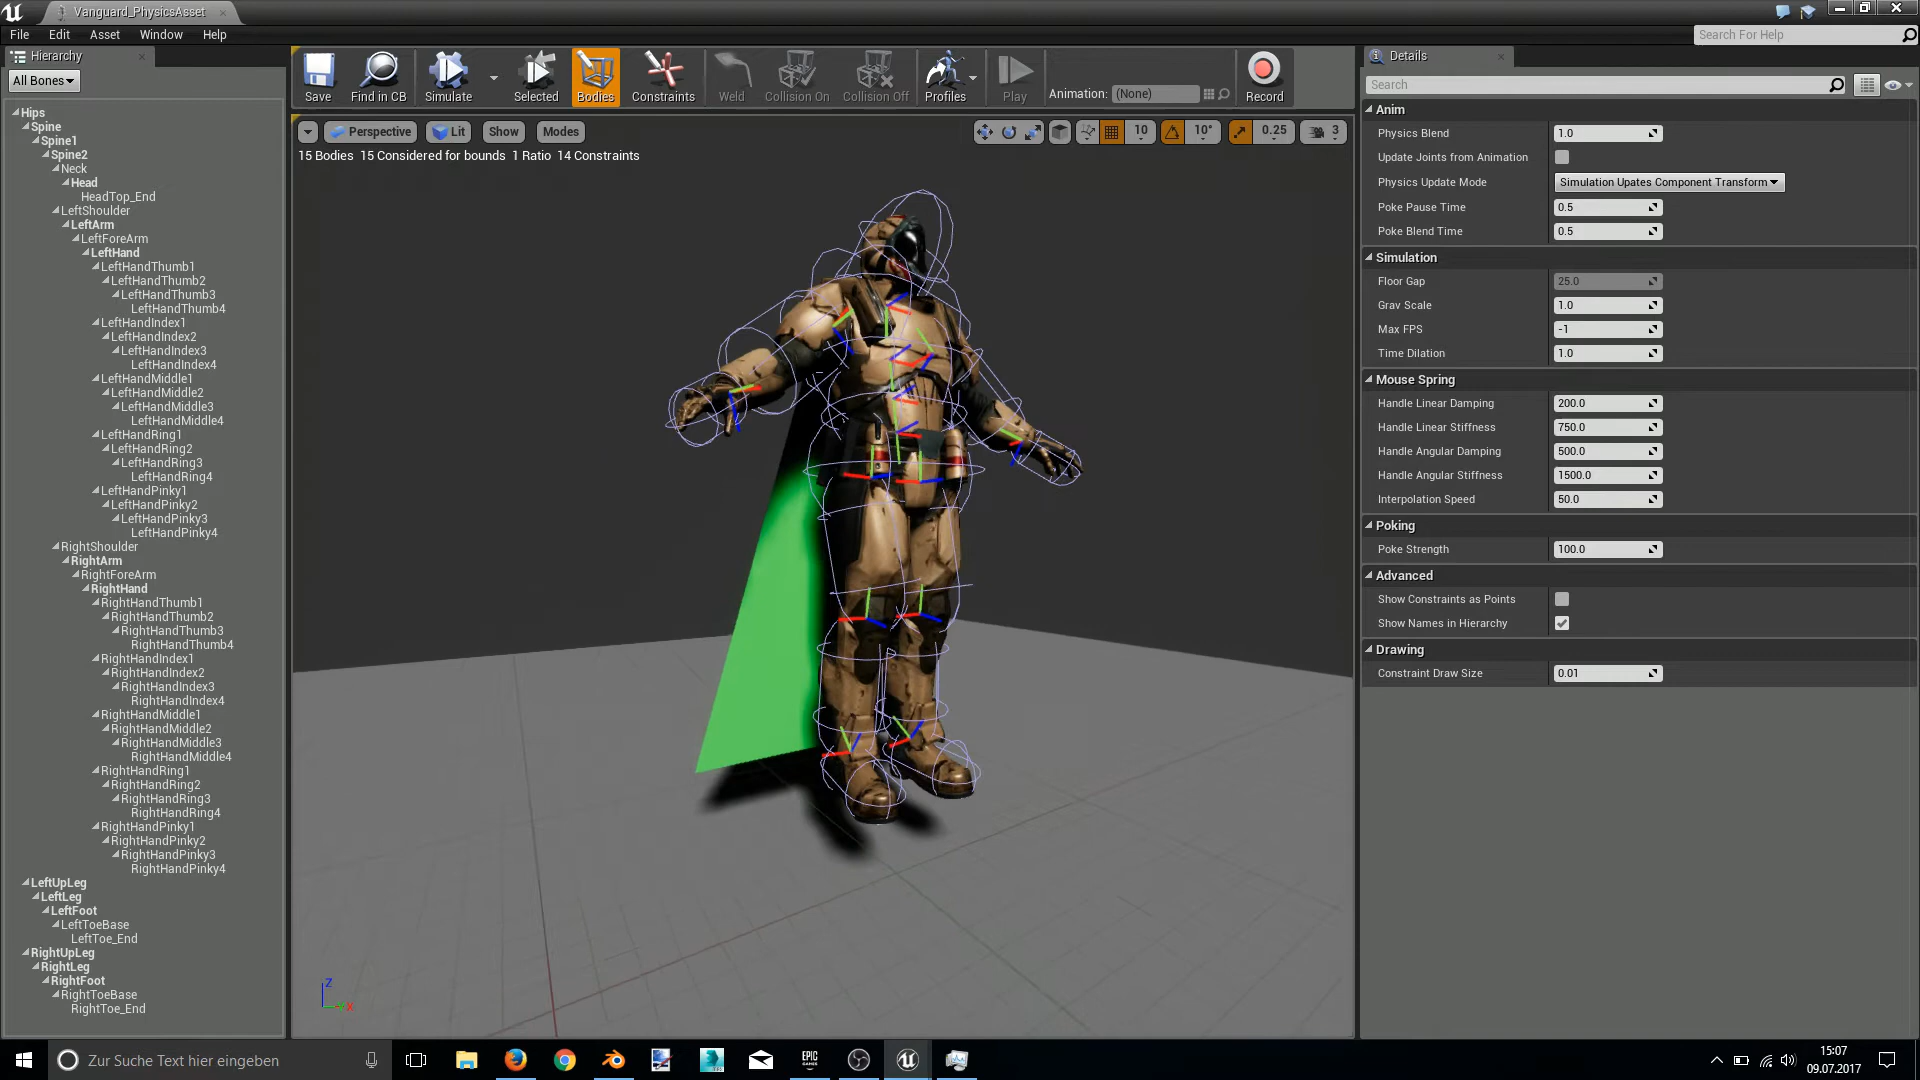 Vanguard_PhysicsAsset
File Edit Asset Window Help
Search For Help
Hierarchy
All Bones
Hips
Spine
Spine1
Spine2
Neck
Head
HeadTop_End
LeftShoulder
LeftArm
LeftForeArm
LeftHand
LeftHandThumb1
LeftHandThumb2
LeftHandThumb3
LeftHandThumb4
LeftHandIndex1
LeftHandIndex2
LeftHandIndex3
LeftHandIndex4
LeftHandMiddle1
LeftHandMiddle2
LeftHandMiddle3
LeftHandMiddle4
LeftHandRing1
LeftHandRing2
LeftHandRing3
LeftHandRing4
LeftHandPinky1
LeftHandPinky2
LeftHandPinky3
LeftHandPinky4
RightShoulder
RightArm
RightForeArm
RightHand
RightHandThumb1
RightHandThumb2
RightHandThumb3
RightHandThumb4
RightHandIndex1
RightHandIndex2
RightHandIndex3
RightHandIndex4
RightHandMiddle1
RightHandMiddle2
RightHandMiddle3
RightHandMiddle4
RightHandRing1
RightHandRing2
RightHandRing3
RightHandRing4
RightHandPinky1
RightHandPinky2
RightHandPinky3
RightHandPinky4
LeftUpLeg
LeftLeg
LeftFoot
LeftToeBase
LeftToe_End
RightUpLeg
RightLeg
RightFoot
RightToeBase
RightToe_End
Save Find in CB Simulate Selected Bodies Constraints Weld Collision On Collision Off Profiles Play Animation: (None) Record
Perspective Lit Show Modes 10 10° 0.25 3
15 Bodies 15 Considered for bounds 1 Ratio 14 Constraints
Z
X
Details
Search
Anim
Physics Blend 1.0
Update Joints from Animation
Physics Update Mode Simulation Upates Component Transform
Poke Pause Time 0.5
Poke Blend Time 0.5
Simulation
Floor Gap 25.0
Grav Scale 1.0
Max FPS -1
Time Dilation 1.0
Mouse Spring
Handle Linear Damping 200.0
Handle Linear Stiffness 750.0
Handle Angular Damping 500.0
Handle Angular Stiffness 1500.0
Interpolation Speed 50.0
Poking
Poke Strength 100.0
Advanced
Show Constraints as Points
Show Names in Hierarchy
Drawing
Constraint Draw Size 0.01
Zur Suche Text hier eingeben
EPIC
GAMES
15:07
09.07.2017